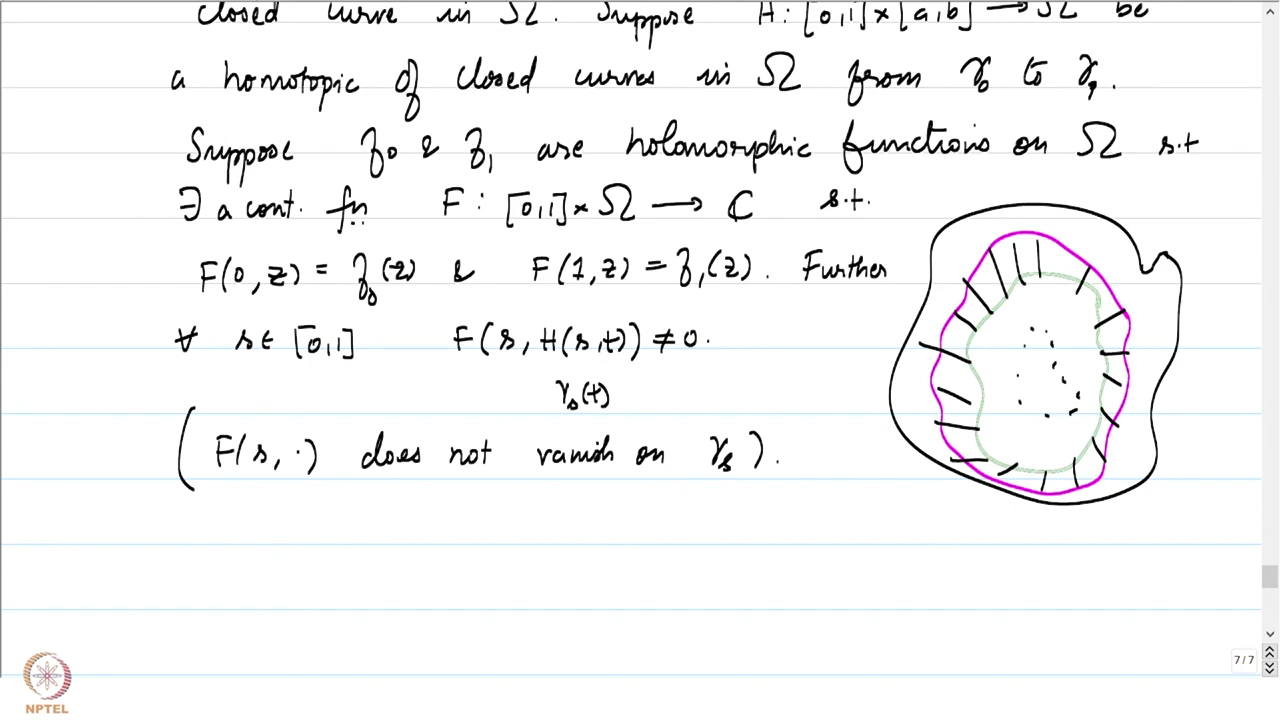 closed curve in Ω. Suppose H : [0,1] × [a,b] → Ω be
a homotopic of closed curves in Ω from γ₀ to γ₁.
Suppose f₀ & f₁ are holomorphic functions on Ω s.t
∃ a cont. fn F : [0,1] × Ω → ℂ s.t.
F(0,z) = f₀(z) & F(1,z) = f₁(z). Further
∀ s ∈ [0,1] F(s, H(s,t)) ≠ 0.
γₛ(t)
( F(s, ·) does not vanish on γₛ ).
7/7
NPTEL